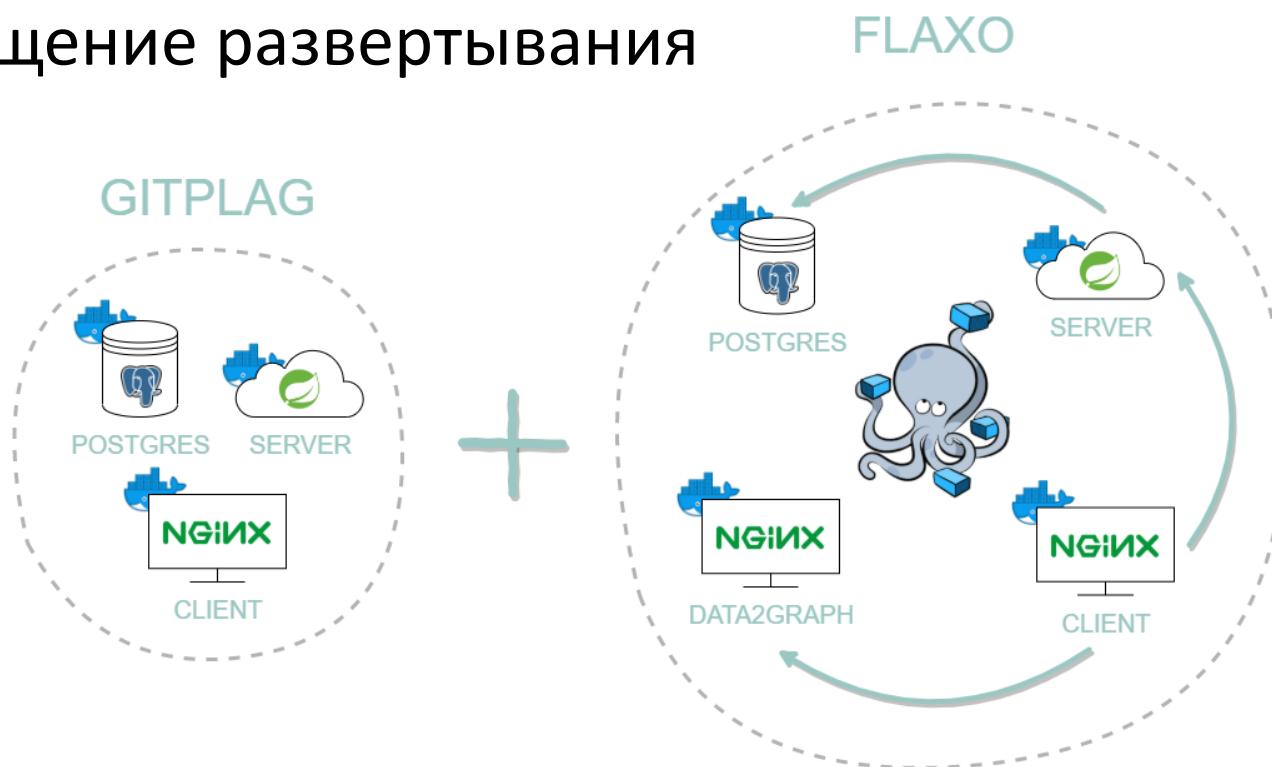 щение развертывания
FLAXO
GITPLAG
POSTGRES
SERVER
NGINX
CLIENT
POSTGRES
SERVER
NGINX
DATA2GRAPH
NGINX
CLIENT